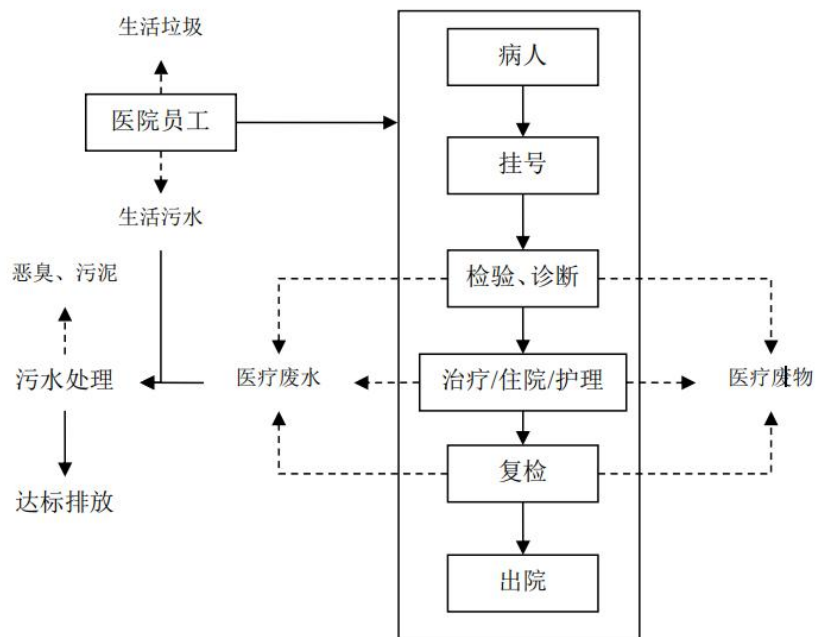 生活垃圾
病人
医院员工
挂号
生活污水
恶臭、污泥
检验、诊断
污水处理
医疗废水
治疗/住院/护理
医疗废物
复检
达标排放
出院